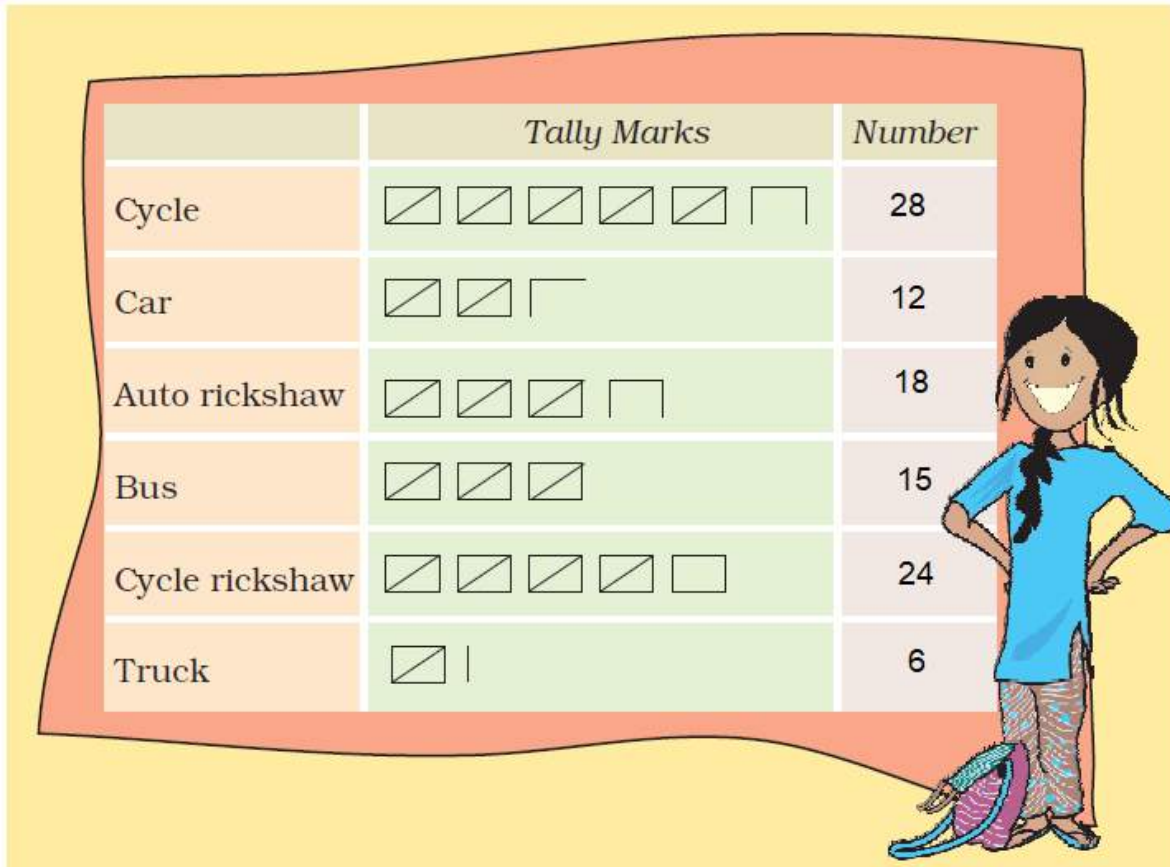 Tally Marks Number
Cycle 28
Car 12
Auto rickshaw 18
Bus 15
Cycle rickshaw 24
Truck 6